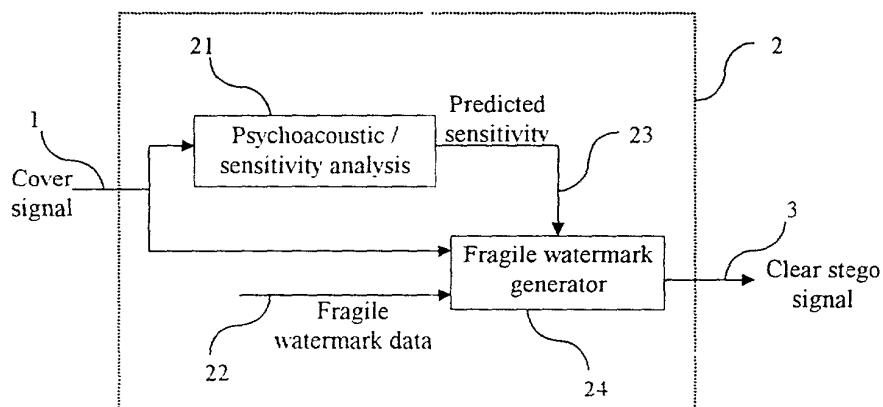 21
2
1
Psychoacoustic /
sensitivity analysis
Predicted
sensitivity
23
Cover
signal
3
Fragile watermark
generator
Clear stego
signal
Fragile
watermark data
22
24